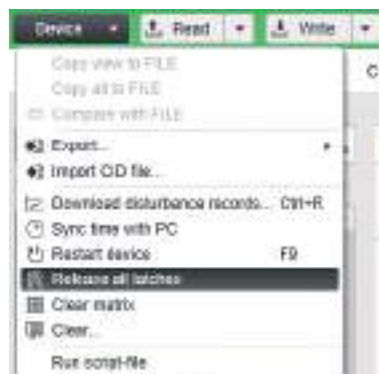 Device Read Write
Copy view to FILE
Copy all to FILE
Compare with FILE
Export...
Import CID file...
Download disturbance records... Ctrl+R
Sync time with PC
Restart device F9
Release all latches
Clear matrix
Clear...
Run script-file